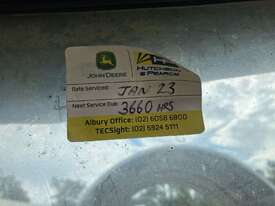 JOHN DEERE
HUTCHEON
& PEARCE
Date Serviced: JAN 23
Next Service Due: 3660 HRS
Albury Office: (02) 6058 6800
TECSight: (02) 5924 5111